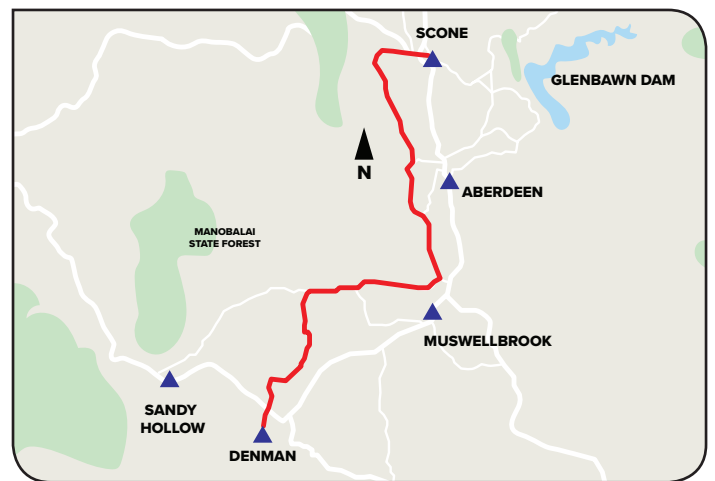 SCONE
GLENBAWN DAM
N
ABERDEEN
MANOBALAI
STATE FOREST
MUSWELLBROOK
SANDY
HOLLOW
DENMAN